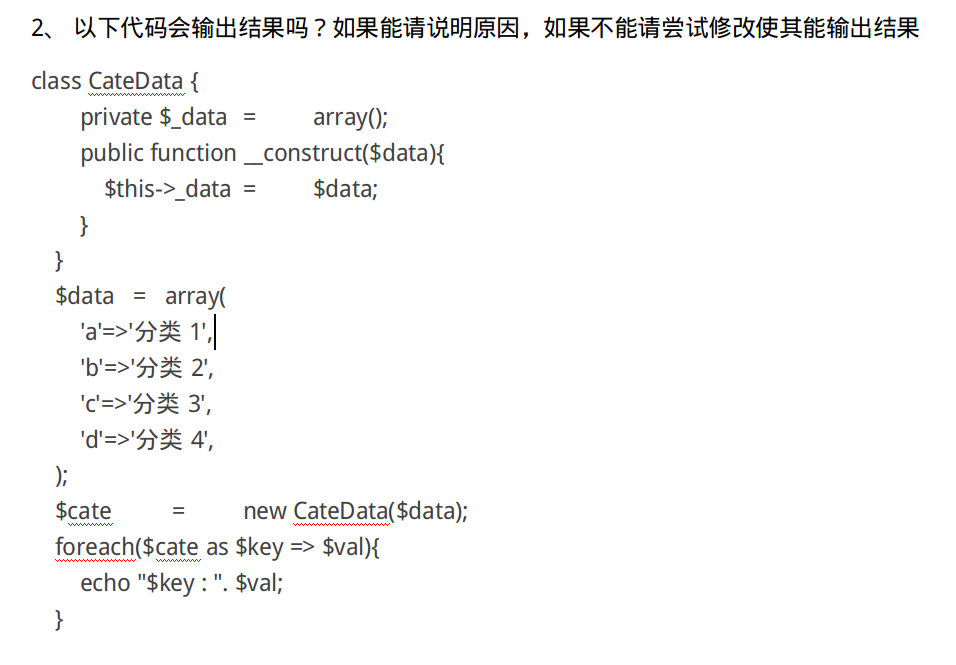 2、 以下代码会输出结果吗？如果能请说明原因，如果不能请尝试修改使其能输出结果
class CateData {
private $_data = array();
public function __construct($data){
$this->_data = $data;
}
}
$data = array(
'a'=>'分类 1',
'b'=>'分类 2',
'c'=>'分类 3',
'd'=>'分类 4',
);
$cate = new CateData($data);
foreach($cate as $key => $val){
echo "$key : ". $val;
}